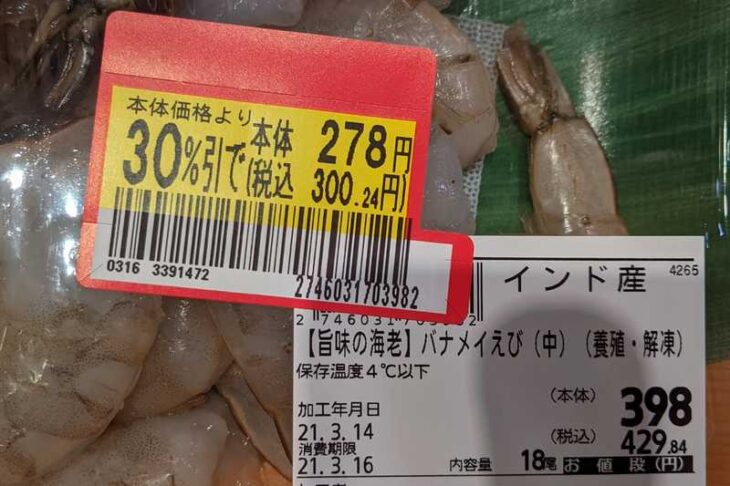 本体価格より
30%引で 本体 278円
(税込 300.24円)
0316 3391472
2746031703982
インド産 4265
【旨味の海老】バナメイえび(中)(養殖・解凍)
保存温度4℃以下
(本体) 398
加工年月日
21.3.14
(税込) 429.84
消費期限
21.3.16
内容量 18尾 お値段(円)